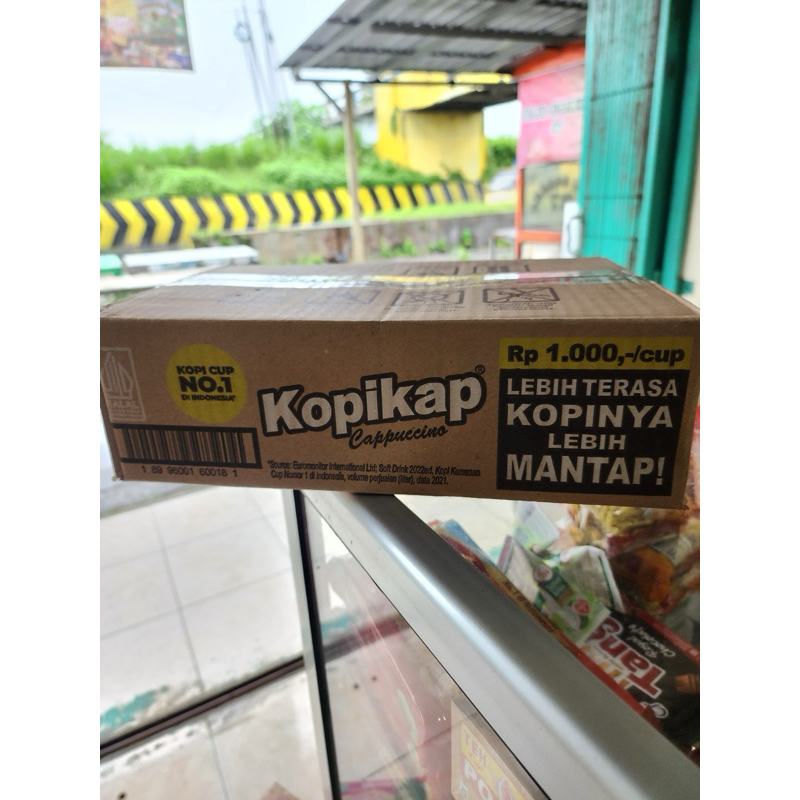 KOPI CUP
NO.1
DI INDONESIA*
Kopikap®
Cappuccino
Rp 1.000,-/cup
LEBIH TERASA
KOPINYA
LEBIH
MANTAP!
1 89 96001 60018 1
*Source: Euromonitor International Ltd; Soft Drink 2022ed, Kopi Kemasan
Cup Nomor 1 di Indonesia, volume penjualan (liter), data 2021.
Royal
Chocolate